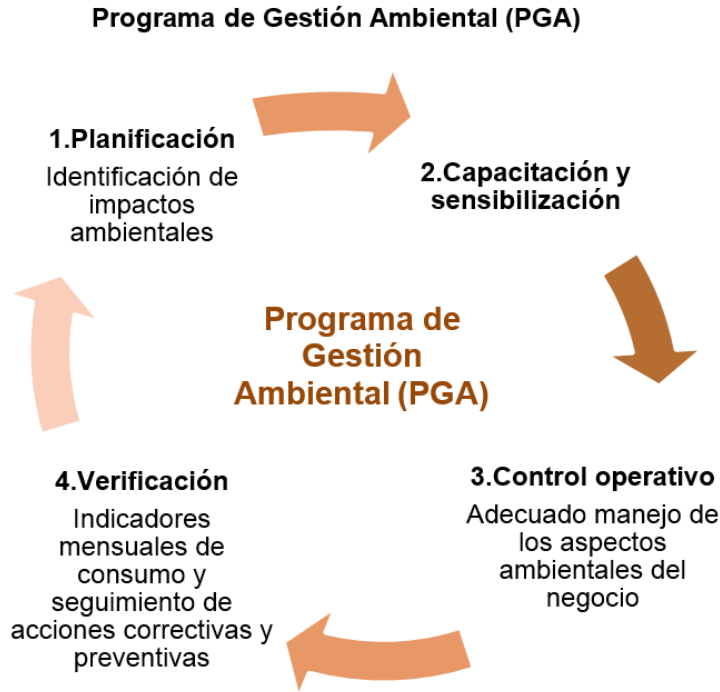 Programa de Gestión Ambiental (PGA)
1.Planificación
Identificación de
impactos
ambientales
2.Capacitación y
sensibilización
Programa de
Gestión
Ambiental (PGA)
3.Control operativo
Adecuado manejo de
los aspectos
ambientales del
negocio
4.Verificación
Indicadores
mensuales de
consumo y
seguimiento de
acciones correctivas y
preventivas